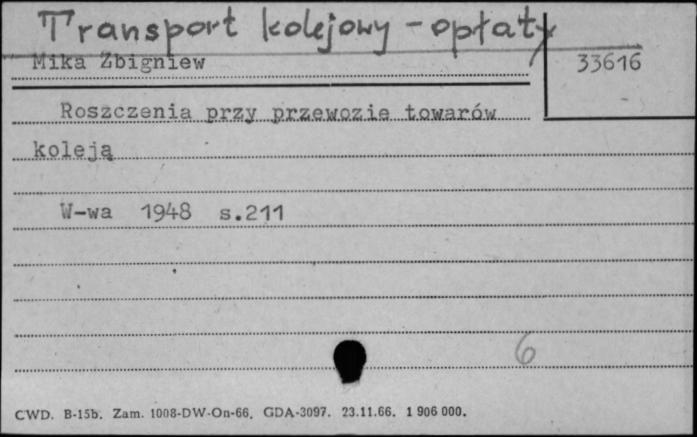 Transport kolejowy - opłaty
Mika Zbigniew
33616
Roszczenia przy przewozie towarów
koleją
W-wa 1948 s.211
6
CWD. B-15b. Zam. 1008-DW-On-66. GDA-3097. 23.11.66. 1 906 000.